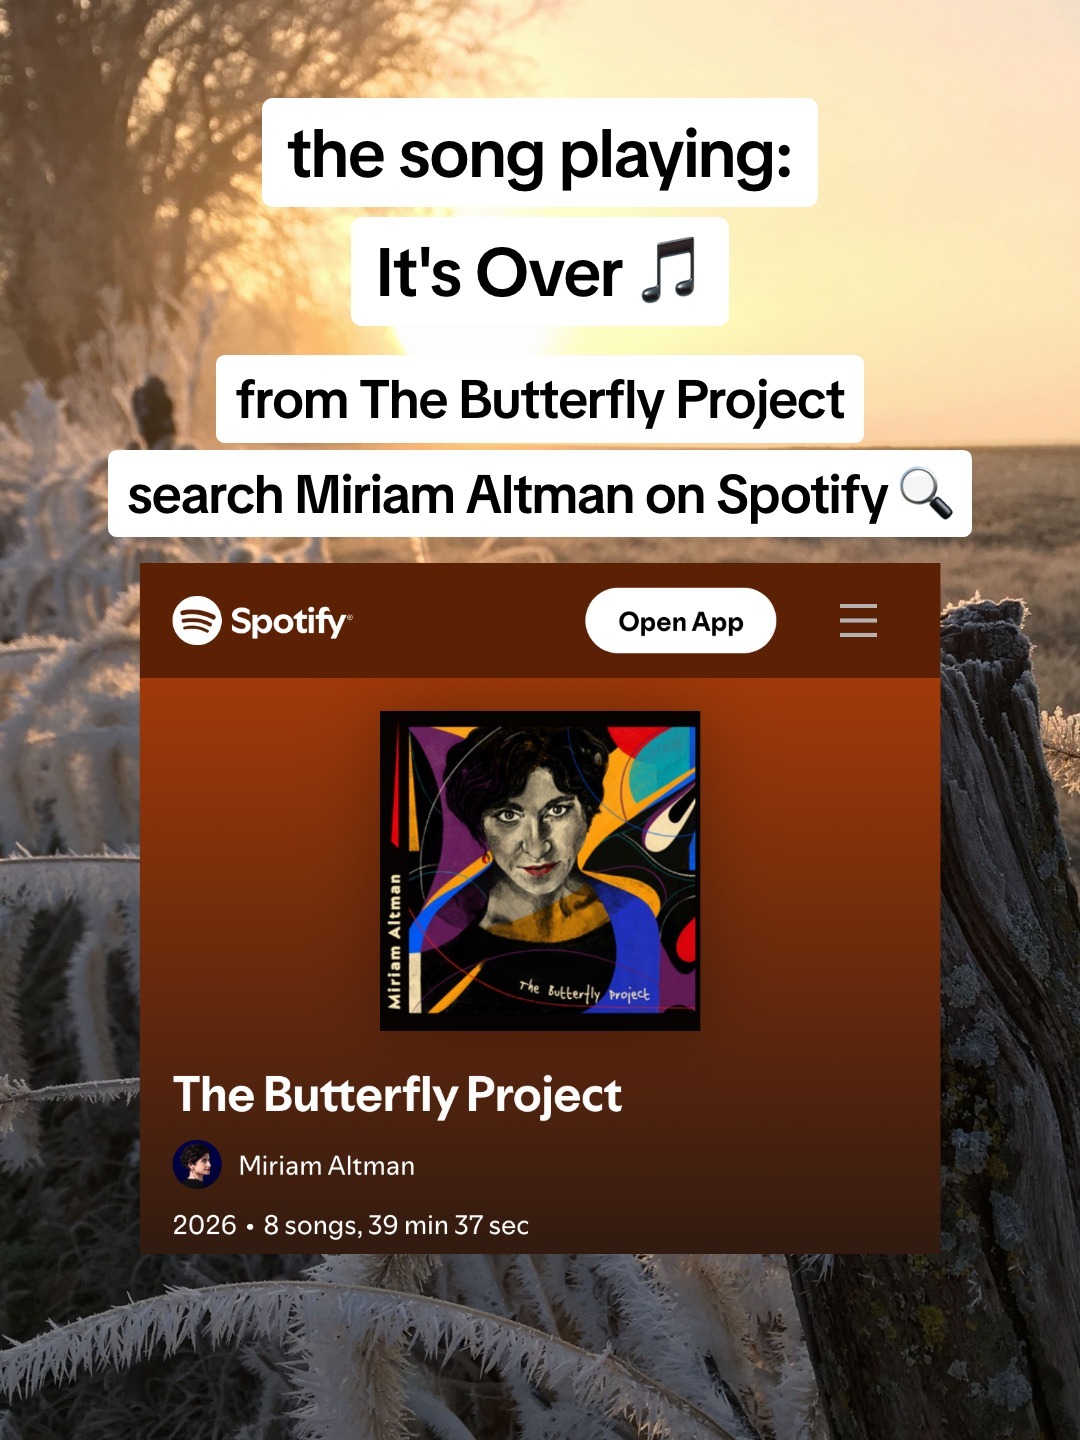 the song playing:
It's Over 🎵
from The Butterfly Project
search Miriam Altman on Spotify 🔍
Spotify®
Open App
Miriam Altman
The Butterfly Project
The Butterfly Project
Miriam Altman
2026 • 8 songs, 39 min 37 sec